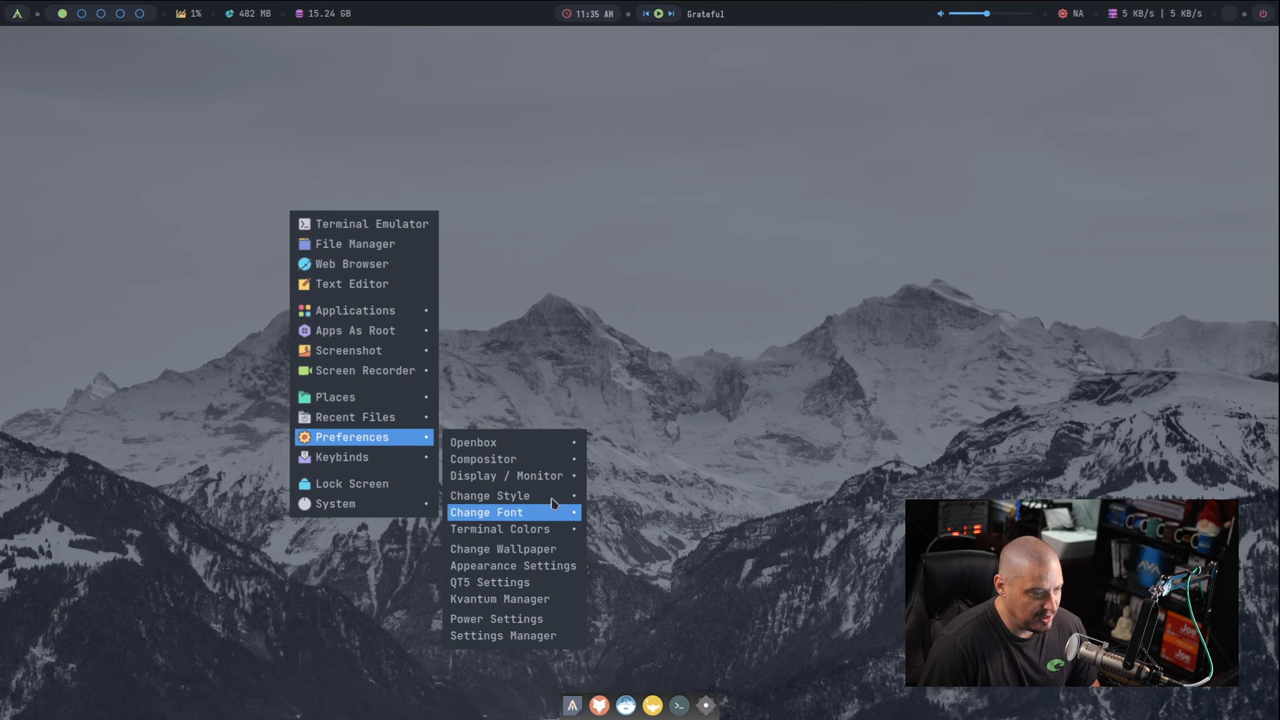 1%
482 MB
15.24 GB
11:35 AM
Grateful
NA
5 KB/s | 5 KB/s
Terminal Emulator
File Manager
Web Browser
Text Editor
Applications
Apps As Root
Screenshot
Screen Recorder
Places
Recent Files
Preferences
Keybinds
Lock Screen
System
Openbox
Compositor
Display / Monitor
Change Style
Change Font
Terminal Colors
Change Wallpaper
Appearance Settings
QT5 Settings
Kvantum Manager
Power Settings
Settings Manager
AVA
Joe
Joe